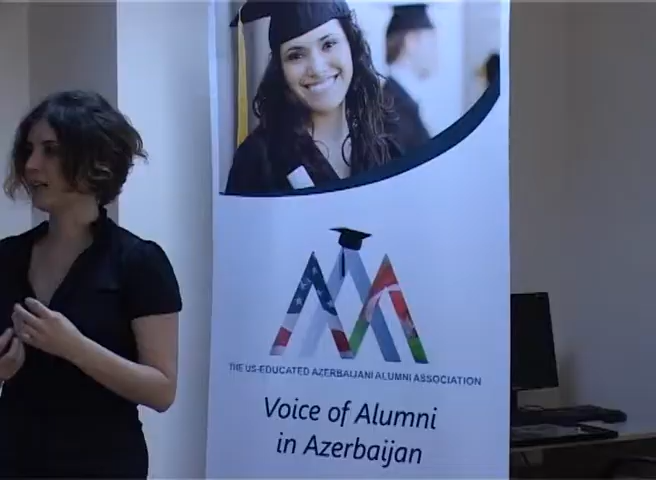 THE US-EDUCATED AZERBAIJANI ALUMNI ASSOCIATION
Voice of Alumni
in Azerbaijan